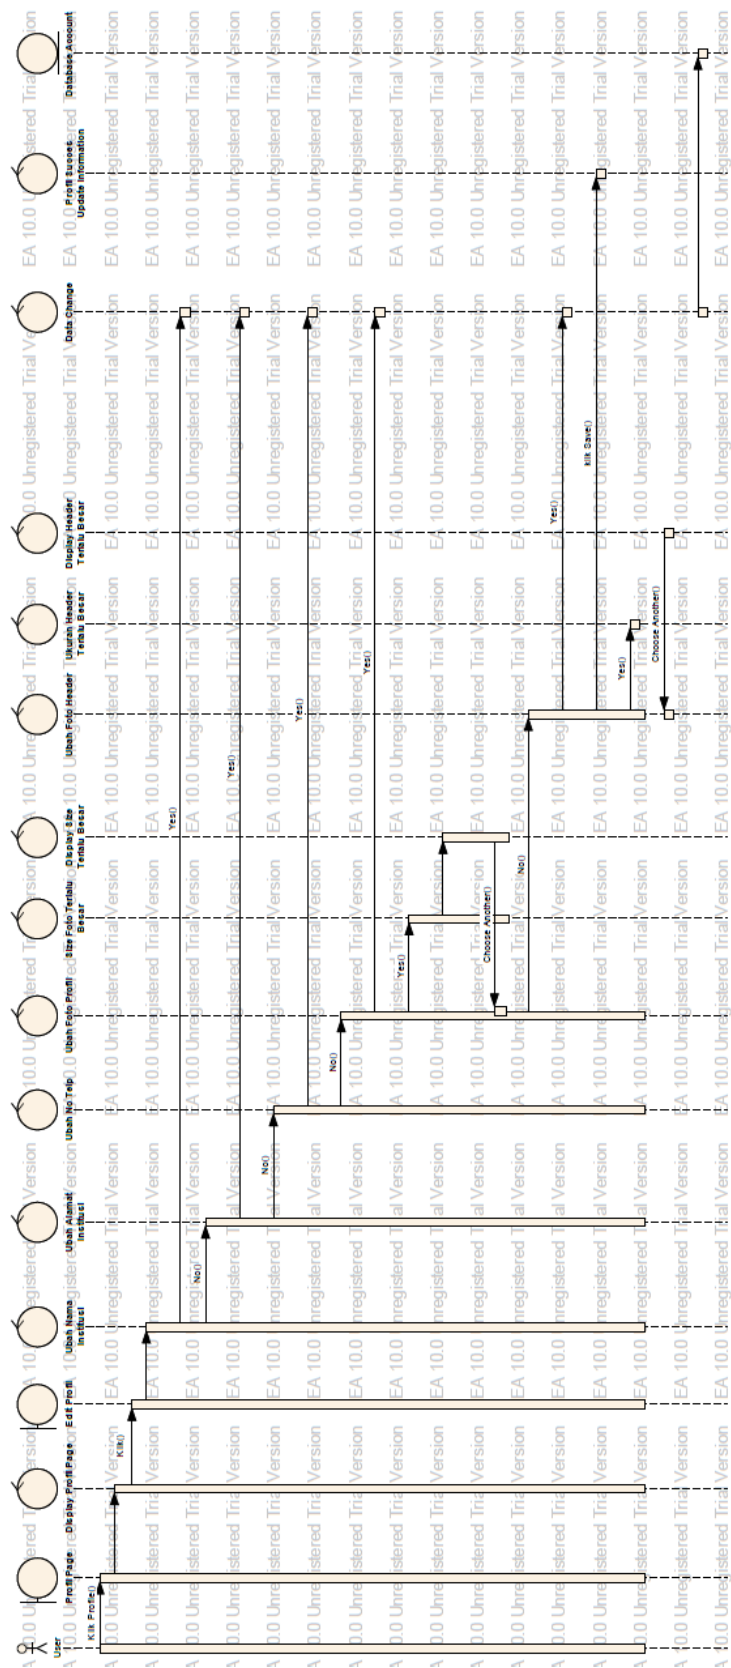 User
Profil Page
Display Profil Page
Edit Profil
Ubah Nama
Institusi
Ubah Alamat
Institusi
Ubah No Telp
Ubah Foto Profil
Size Foto Terlalu
Besar
Display Size
Terlalu Besar
Ubah Foto Header
Ukuran Header
Terlalu Besar
Display Header
Terlalu Besar
Data Change
Profil Succes
Update Information
Database Account
Klik Profile()
Klik()
Yes()
No()
Yes()
No()
Yes()
No()
Yes()
Yes()
Choose Another()
No()
Yes()
klik Save()
Yes()
Choose Another()
EA 10.0 Unregistered Trial Version